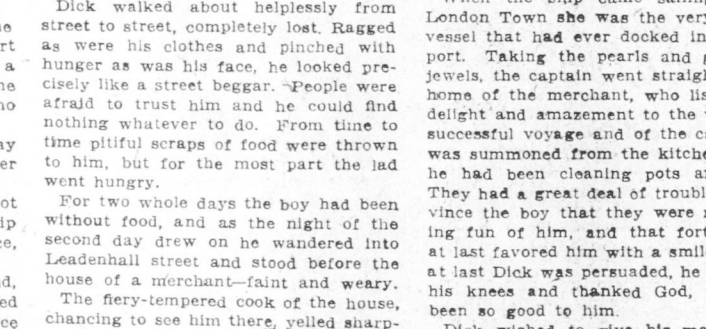 Dick walked about helplessly from
street to street, completely lost. Ragged
as were his clothes and pinched with
hunger as was his face, he looked pre-
cisely like a street beggar. People were
afraid to trust him and he could find
nothing whatever to do. From time to
time pitiful scraps of food were thrown
to him, but for the most part the lad
went hungry.
For two whole days the boy had been
without food, and as the night of the
second day drew on he wandered into
Leadenhall street and stood before the
house of a merchant—faint and weary.
The fiery-tempered cook of the house,
chancing to see him there, yelled sharp-
London Town she was the very
vessel that had ever docked in
port. Taking the pearls and
jewels, the captain went straigh
home of the merchant, who lis
delight and amazement to the
successful voyage and of the c
was summoned from the kitche
he had been cleaning pots a
They had a great deal of troubl
vince the boy that they were
ing fun of him, and that fort
at last favored him with a smil
at last Dick was persuaded, he
his knees and thanked God,
been so good to him.